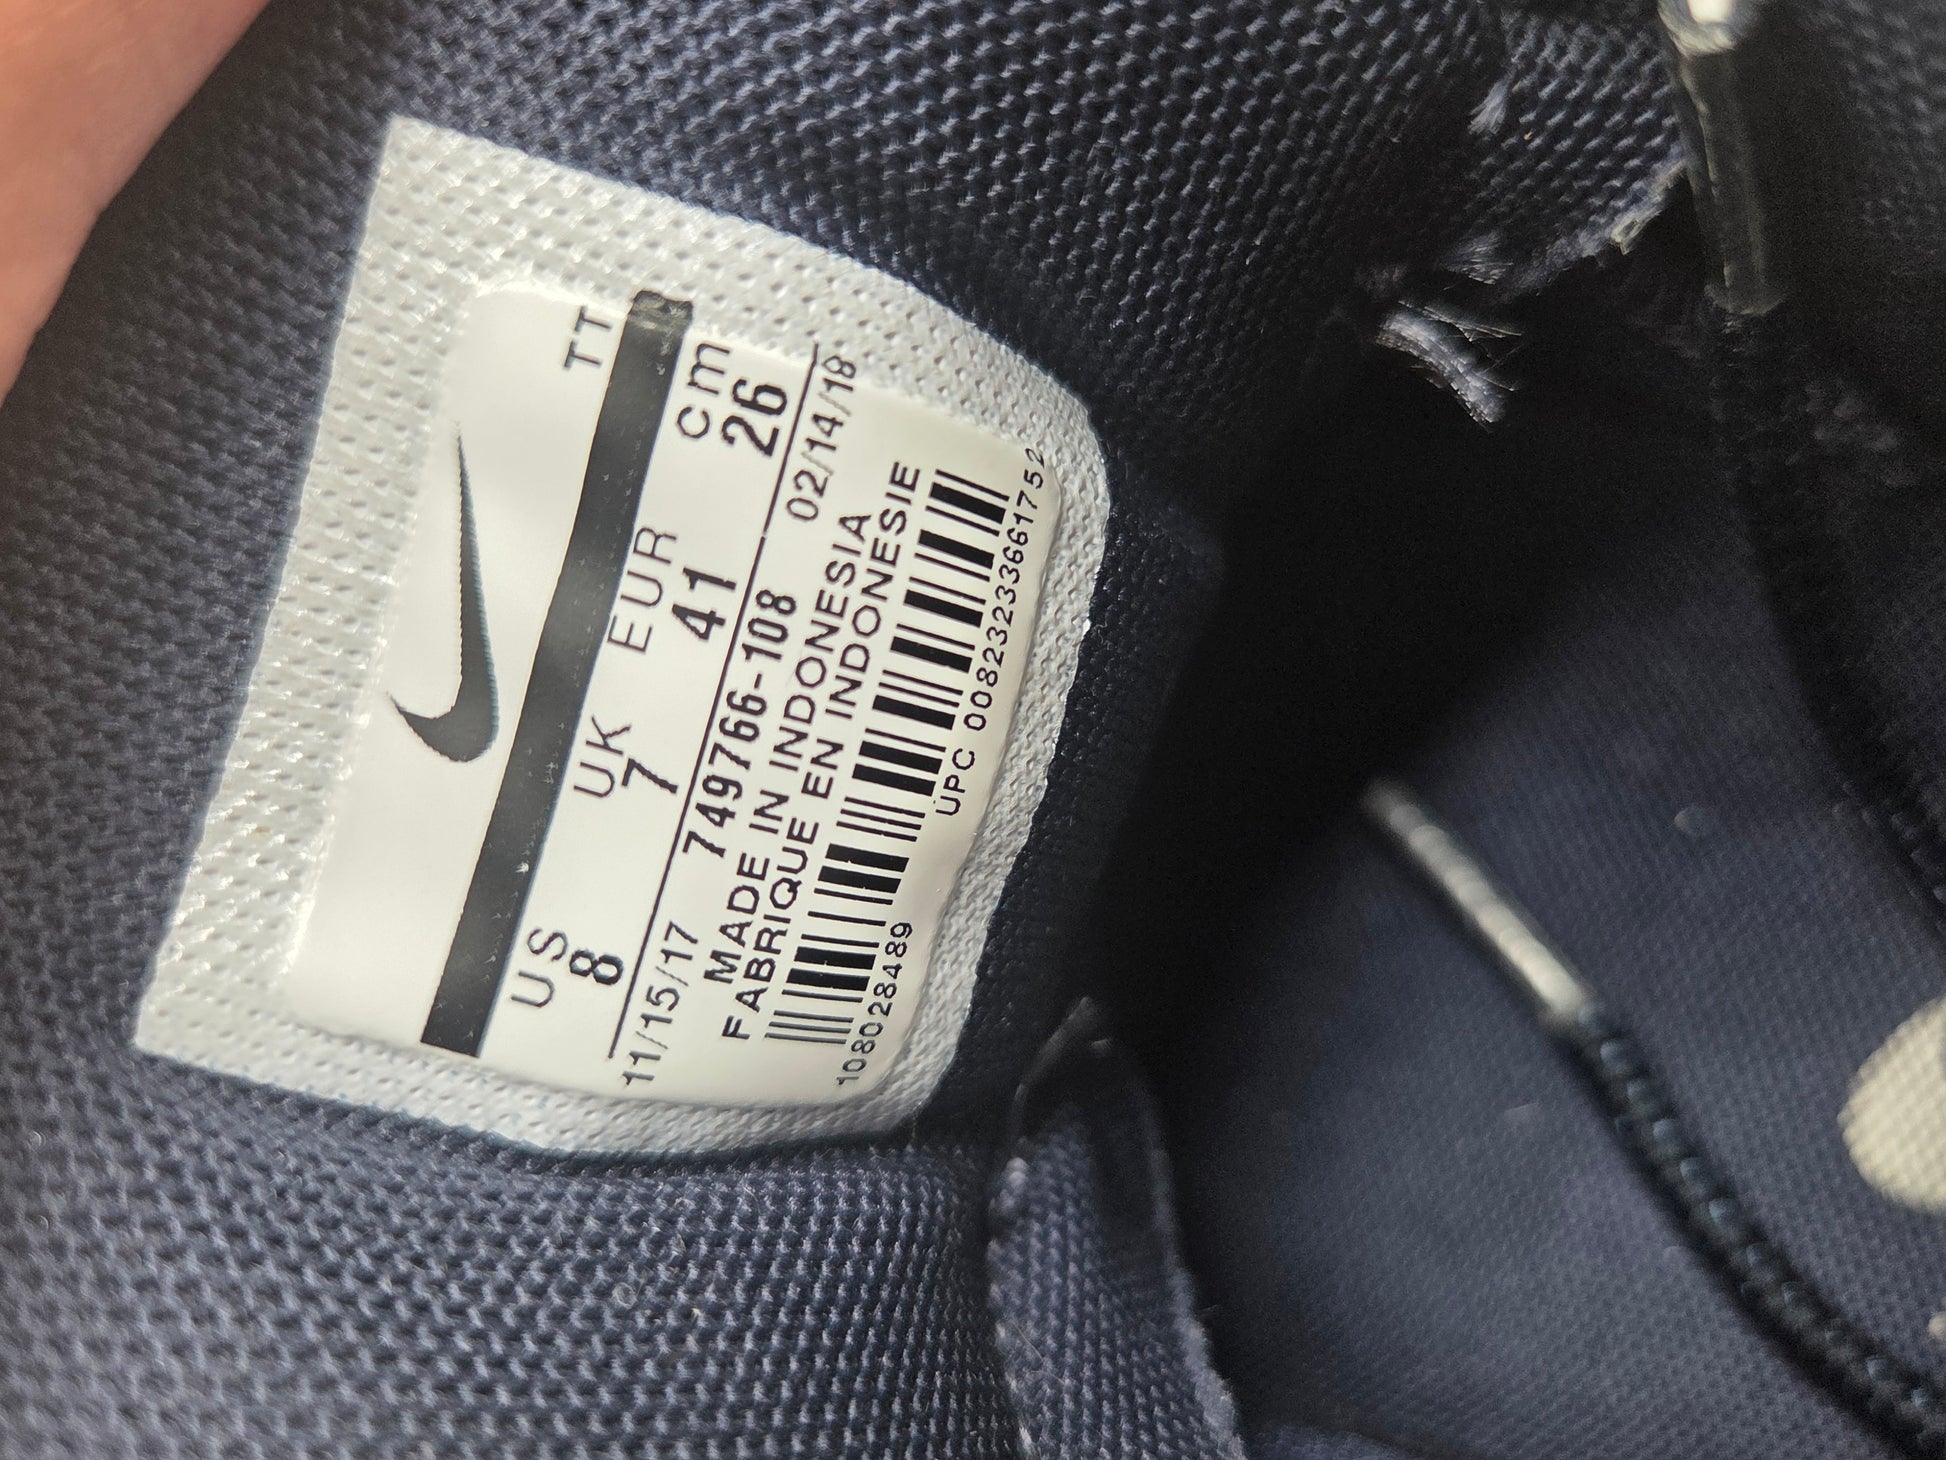 TT
US UK EUR cm
8 7 41 26
11/15/17 749766-108 02/14/18
MADE IN INDONESIA
FABRIQUE EN INDONESIE
1080028489 UPC 00823233661752